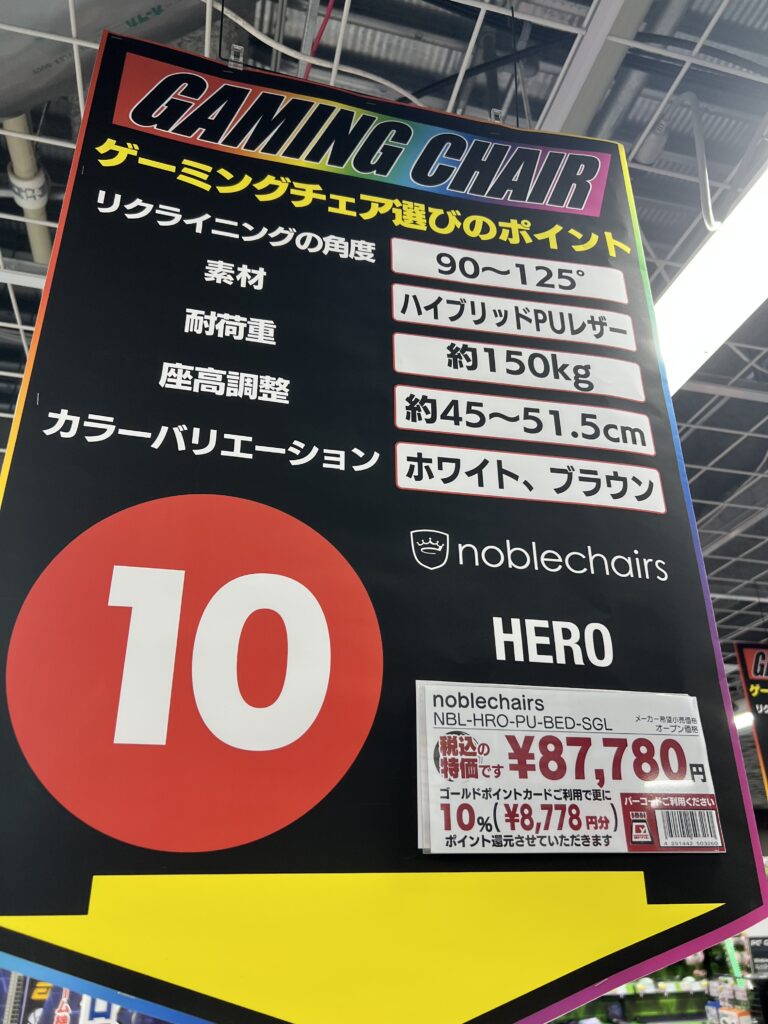 GAMING CHAIR
ゲーミングチェア選びのポイント
リクライニングの角度 90〜125°
素材 ハイブリッドPUレザー
耐荷重 約150kg
座高調整 約45〜51.5cm
カラーバリエーション ホワイト、ブラウン
10
noblechairs
HERO
noblechairs
NBL-HRO-PU-BED-SGL
メーカー希望小売価格
オープン価格
税込の
特価です
¥87,780円
ゴールドポイントカードご利用で更に
10%(¥8,778円分)
ポイント還元させていただきます
バーコードご利用ください
4 251442 503260